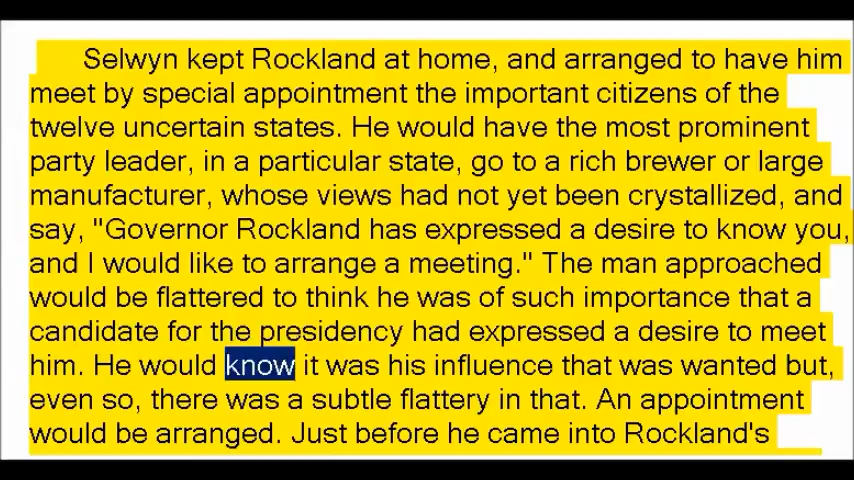 Selwyn kept Rockland at home, and arranged to have him
meet by special appointment the important citizens of the
twelve uncertain states. He would have the most prominent
party leader, in a particular state, go to a rich brewer or large
manufacturer, whose views had not yet been crystallized, and
say, "Governor Rockland has expressed a desire to know you,
and I would like to arrange a meeting." The man approached
would be flattered to think he was of such importance that a
candidate for the presidency had expressed a desire to meet
him. He would know it was his influence that was wanted but,
even so, there was a subtle flattery in that. An appointment
would be arranged. Just before he came into Rockland's